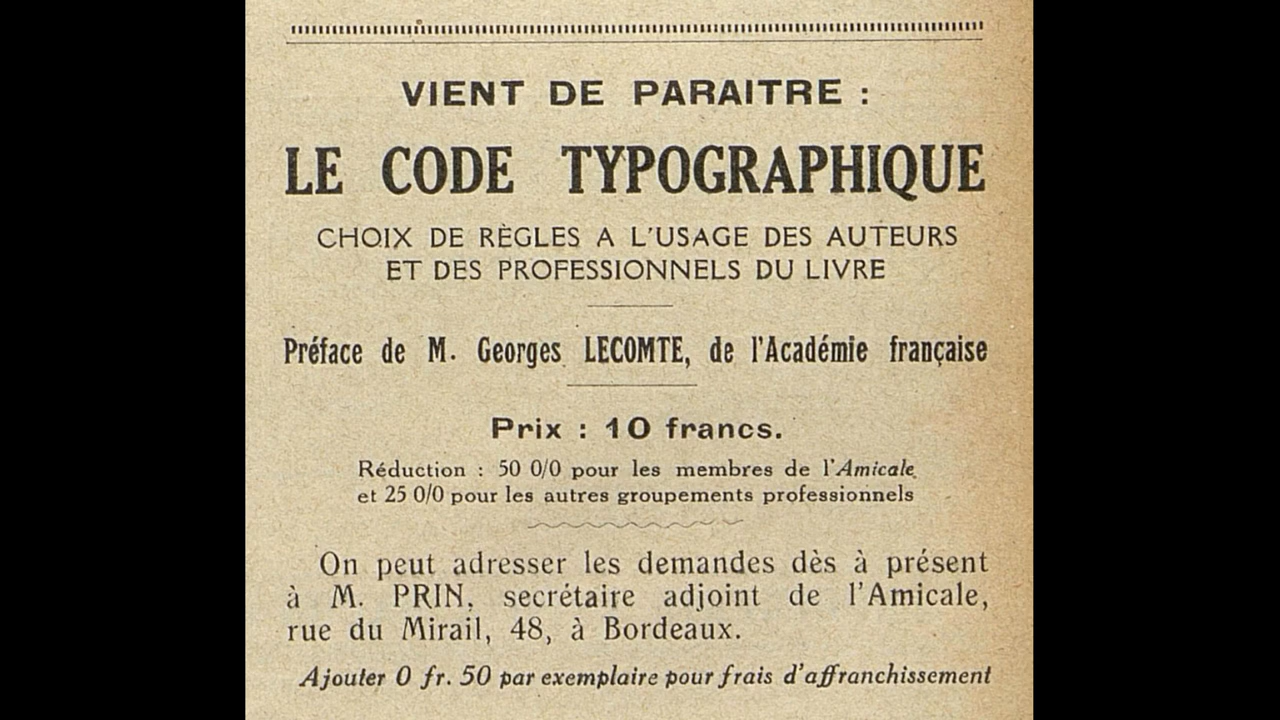 VIENT DE PARAITRE :
LE CODE TYPOGRAPHIQUE
CHOIX DE RÈGLES A L'USAGE DES AUTEURS
ET DES PROFESSIONNELS DU LIVRE
Préface de M. Georges LECOMTE, de l'Académie française
Prix : 10 francs.
Réduction : 50 0/0 pour les membres de l'Amicale
et 25 0/0 pour les autres groupements professionnels
On peut adresser les demandes dès à présent
à M. PRIN, secrétaire adjoint de l'Amicale,
rue du Mirail, 48, à Bordeaux.
Ajouter 0 fr. 50 par exemplaire pour frais d'affranchissement